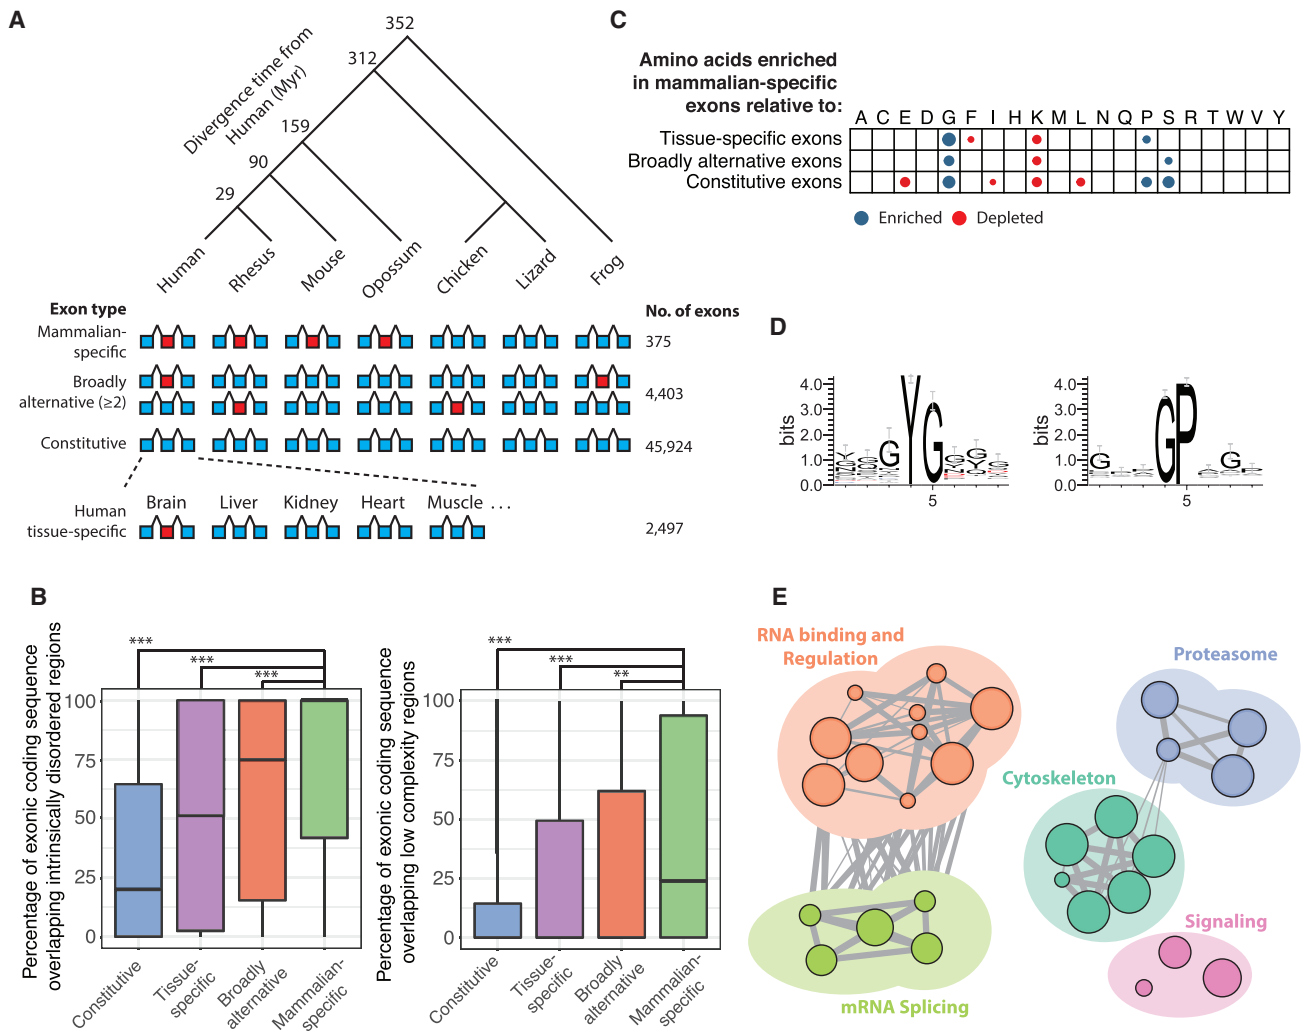 A
Divergence time from
Human (Myr)
352
312
159
90
29
Human
Rhesus
Mouse
Opossum
Chicken
Lizard
Frog
Exon type
No. of exons
Mammalian-
specific
375
Broadly
alternative (≥2)
4,403
Constitutive
45,924
Brain
Liver
Kidney
Heart
Muscle ...
Human
tissue-specific
2,497
B
Percentage of exonic coding sequence
overlapping intrinsically disordered regions
***
***
***
100
75
50
25
0
Constitutive
Tissue-
specific
Broadly
alternative
Mammalian-
specific
Percentage of exonic coding sequence
overlapping low complexity regions
***
***
**
100
75
50
25
0
Constitutive
Tissue-
specific
Broadly
alternative
Mammalian-
specific
C
Amino acids enriched
in mammalian-specific
exons relative to:
A C E D G F I H K M L N Q P S R T W V Y
Tissue-specific exons
Broadly alternative exons
Constitutive exons
Enriched
Depleted
D
bits
4.0
3.0
2.0
1.0
0.0
G Y G
5
bits
4.0
3.0
2.0
1.0
0.0
G G P G
5
E
RNA binding and
Regulation
Proteasome
Cytoskeleton
Signaling
mRNA Splicing